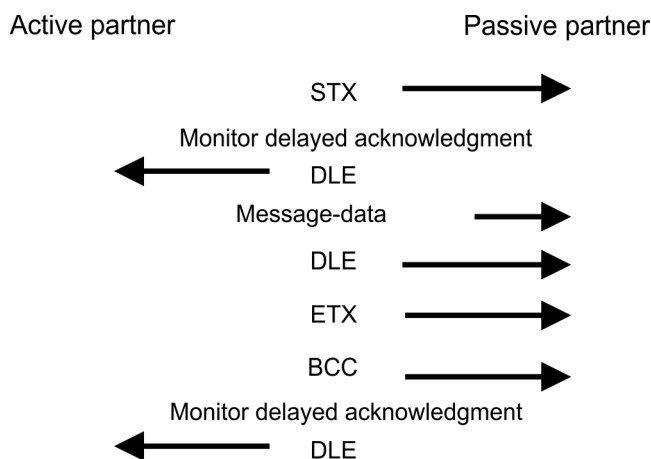 Active partner Passive partner
STX
Monitor delayed acknowledgment
DLE
Message-data
DLE
ETX
BCC
Monitor delayed acknowledgment
DLE